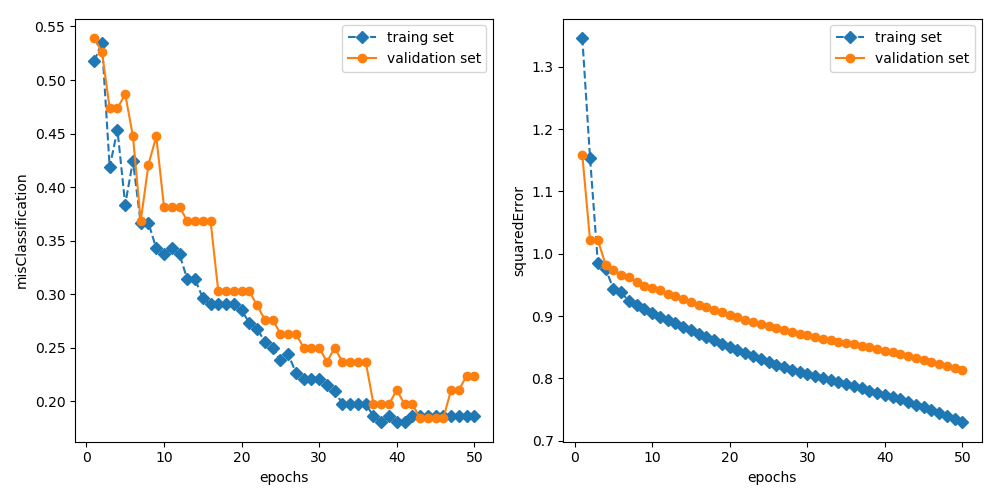 0.55
0.50
0.45
0.40
0.35
0.30
0.25
0.20
misClassification
0 10 20 30 40 50
epochs
traing set
validation set
1.3
1.2
1.1
1.0
0.9
0.8
0.7
squaredError
0 10 20 30 40 50
epochs
traing set
validation set